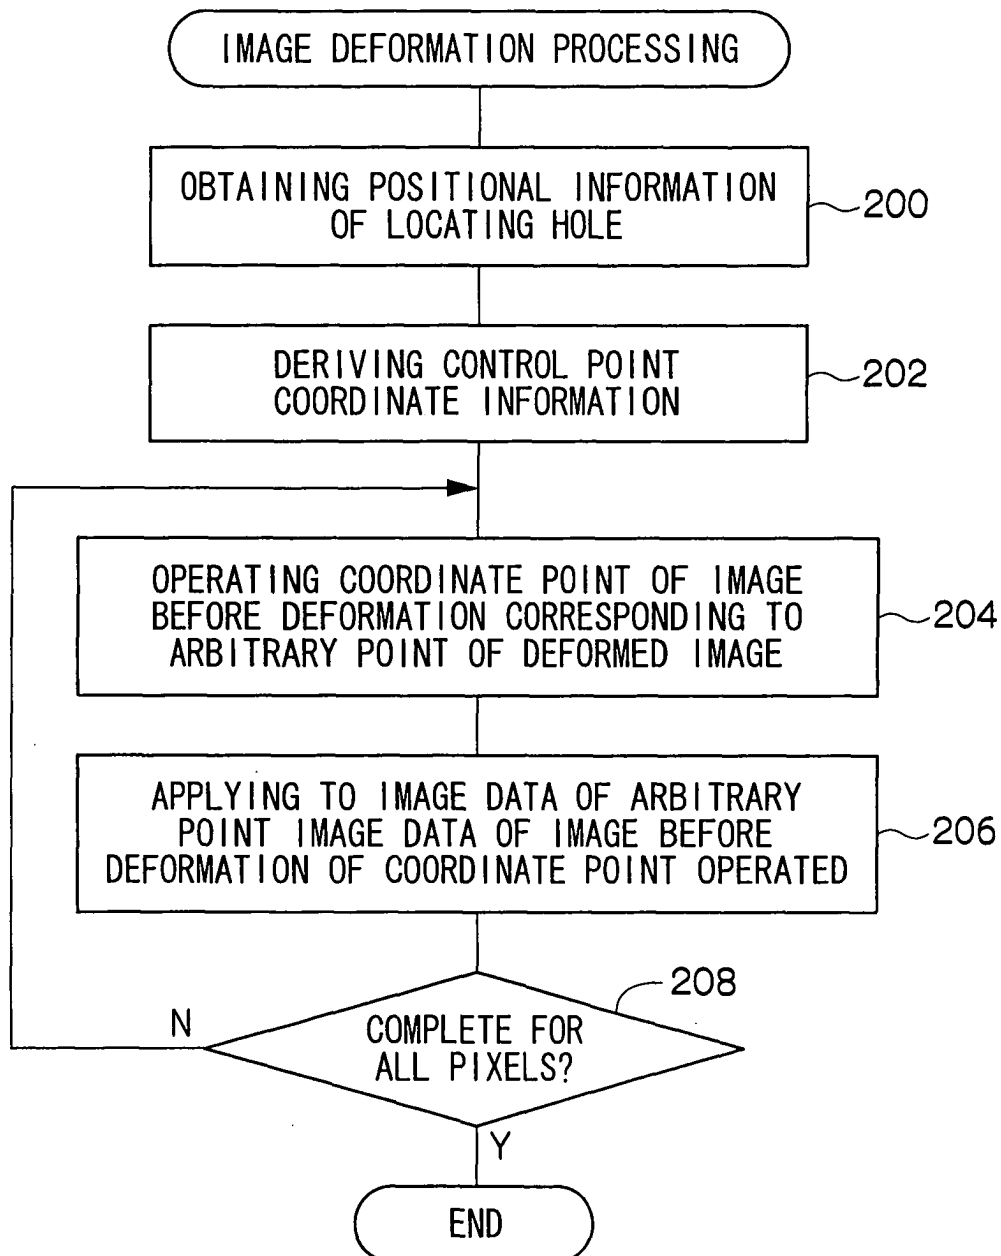 IMAGE DEFORMATION PROCESSING
OBTAINING POSITIONAL INFORMATION
OF LOCATING HOLE
200
DERIVING CONTROL POINT
COORDINATE INFORMATION
202
OPERATING COORDINATE POINT OF IMAGE
BEFORE DEFORMATION CORRESPONDING TO
ARBITRARY POINT OF DEFORMED IMAGE
204
APPLYING TO IMAGE DATA OF ARBITRARY
POINT IMAGE DATA OF IMAGE BEFORE
DEFORMATION OF COORDINATE POINT OPERATED
206
208
N
COMPLETE FOR
ALL PIXELS?
Y
END